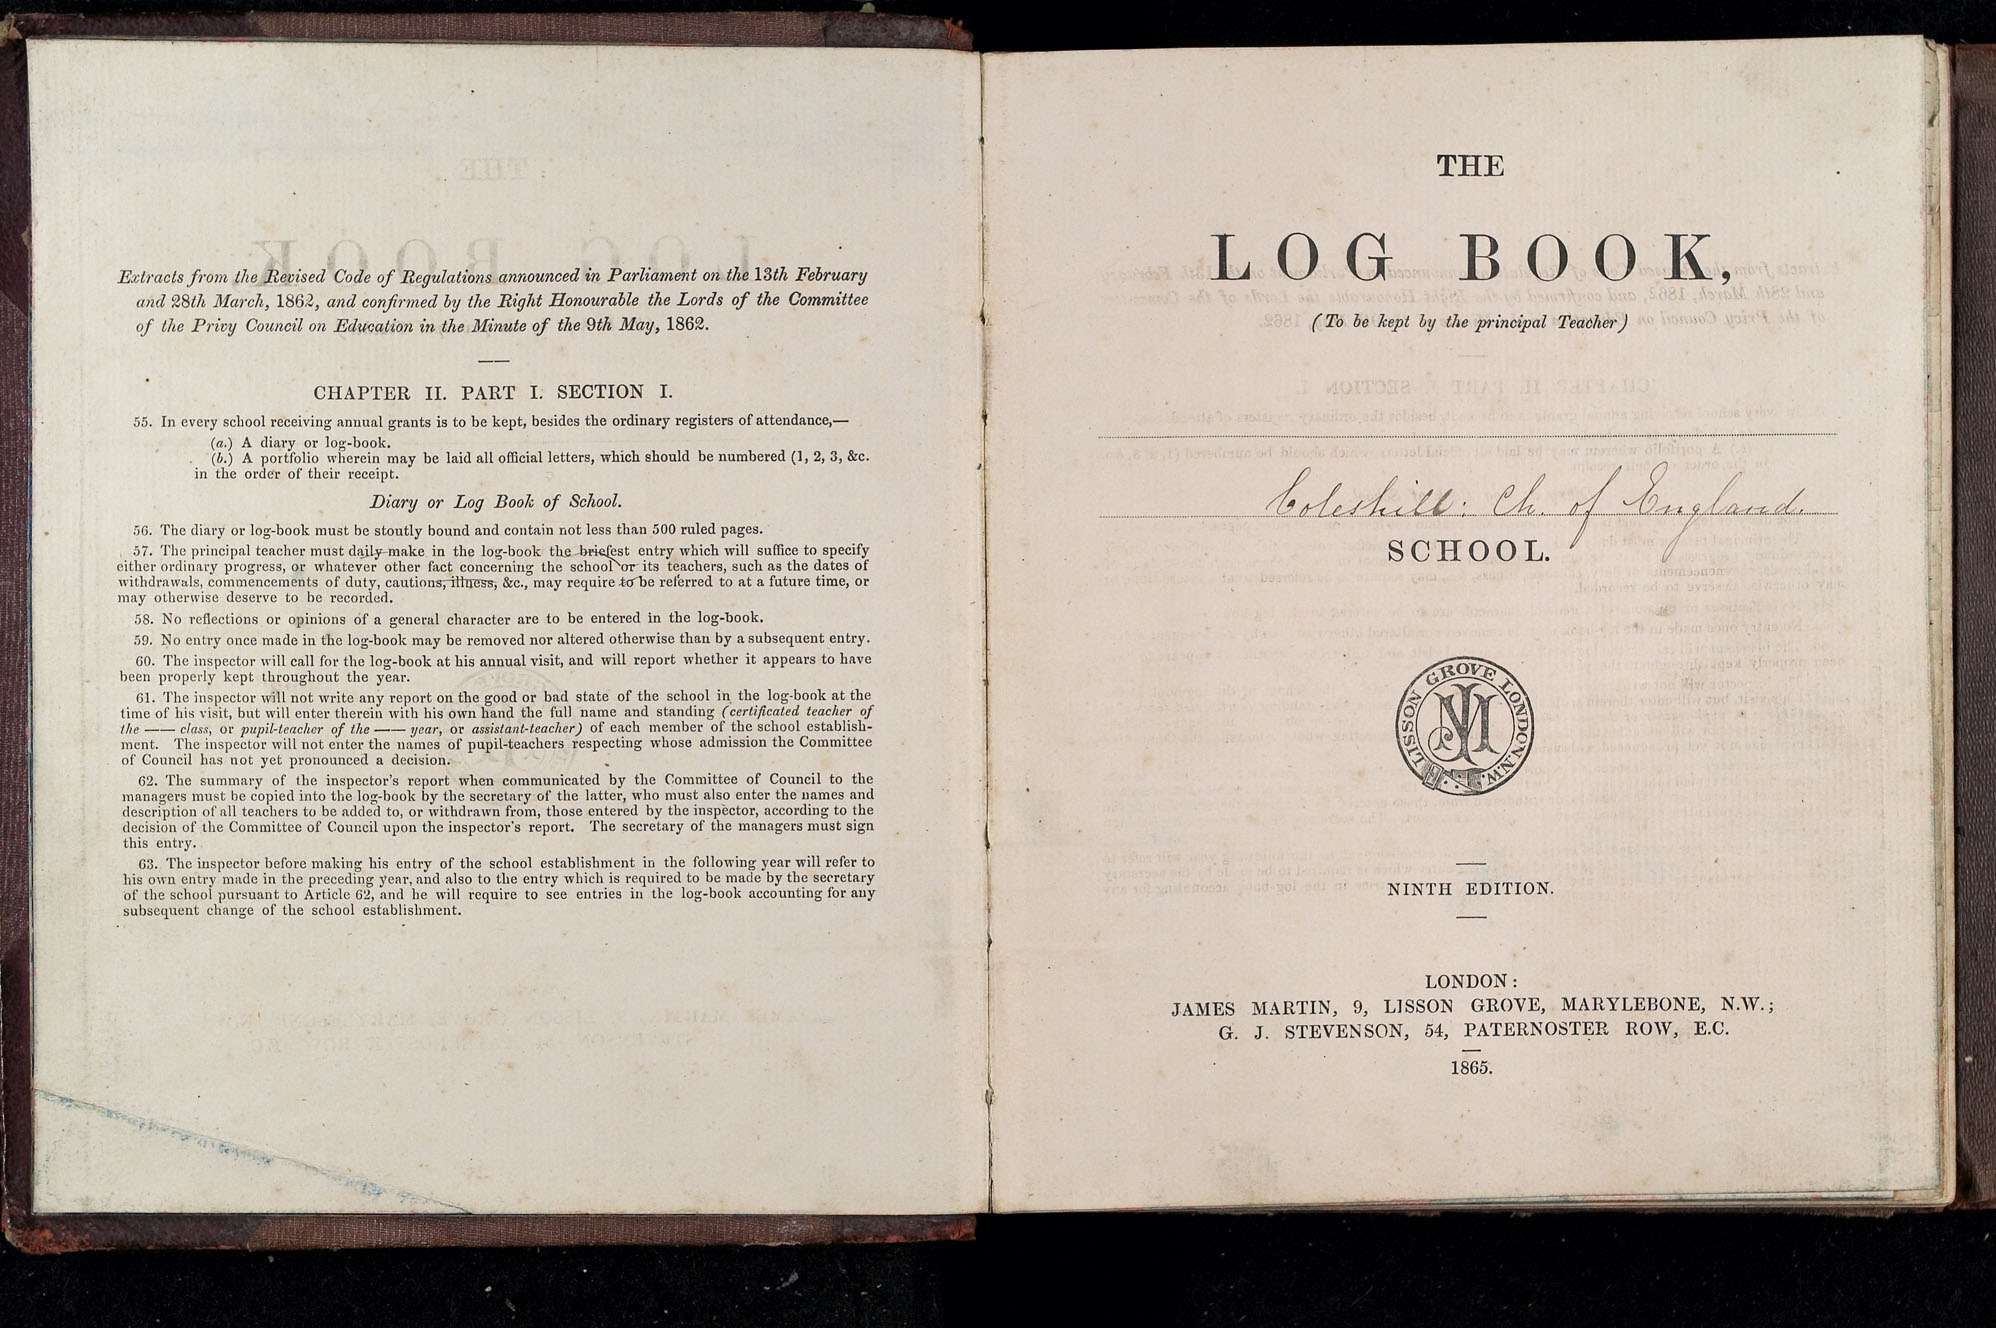 Extracts from the Revised Code of Regulations announced in Parliament on the 13th February
and 28th March, 1862, and confirmed by the Right Honourable the Lords of the Committee
of the Privy Council on Education in the Minute of the 9th May, 1862.
CHAPTER II. PART I. SECTION I.
55. In every school receiving annual grants is to be kept, besides the ordinary registers of attendance,—
(a.) A diary or log-book.
(b.) A portfolio wherein may be laid all official letters, which should be numbered (1, 2, 3, &c.
in the order of their receipt.
Diary or Log Book of School.
56. The diary or log-book must be stoutly bound and contain not less than 500 ruled pages.
57. The principal teacher must daily make in the log-book the briefest entry which will suffice to specify
either ordinary progress, or whatever other fact concerning the school or its teachers, such as the dates of
withdrawals, commencements of duty, cautions, illness, &c., may require to be referred to at a future time, or
may otherwise deserve to be recorded.
58. No reflections or opinions of a general character are to be entered in the log-book.
59. No entry once made in the log-book may be removed nor altered otherwise than by a subsequent entry.
60. The inspector will call for the log-book at his annual visit, and will report whether it appears to have
been properly kept throughout the year.
61. The inspector will not write any report on the good or bad state of the school in the log-book at the
time of his visit, but will enter therein with his own hand the full name and standing (certificated teacher of
the —— class, or pupil-teacher of the —— year, or assistant-teacher) of each member of the school establish-
ment. The inspector will not enter the names of pupil-teachers respecting whose admission the Committee
of Council has not yet pronounced a decision.
62. The summary of the inspector's report when communicated by the Committee of Council to the
managers must be copied into the log-book by the secretary of the latter, who must also enter the names and
description of all teachers to be added to, or withdrawn from, those entered by the inspector, according to the
decision of the Committee of Council upon the inspector's report. The secretary of the managers must sign
this entry.
63. The inspector before making his entry of the school establishment in the following year will refer to
his own entry made in the preceding year, and also to the entry which is required to be made by the secretary
of the school pursuant to Article 62, and he will require to see entries in the log-book accounting for any
subsequent change of the school establishment.
THE
LOG BOOK,
(To be kept by the principal Teacher)
Coleshill: Ch. of England.
SCHOOL.
LISSON GROVE LONDON. N.W.
NINTH EDITION.
LONDON:
JAMES MARTIN, 9, LISSON GROVE, MARYLEBONE, N.W.;
G. J. STEVENSON, 54, PATERNOSTER ROW, E.C.
1865.